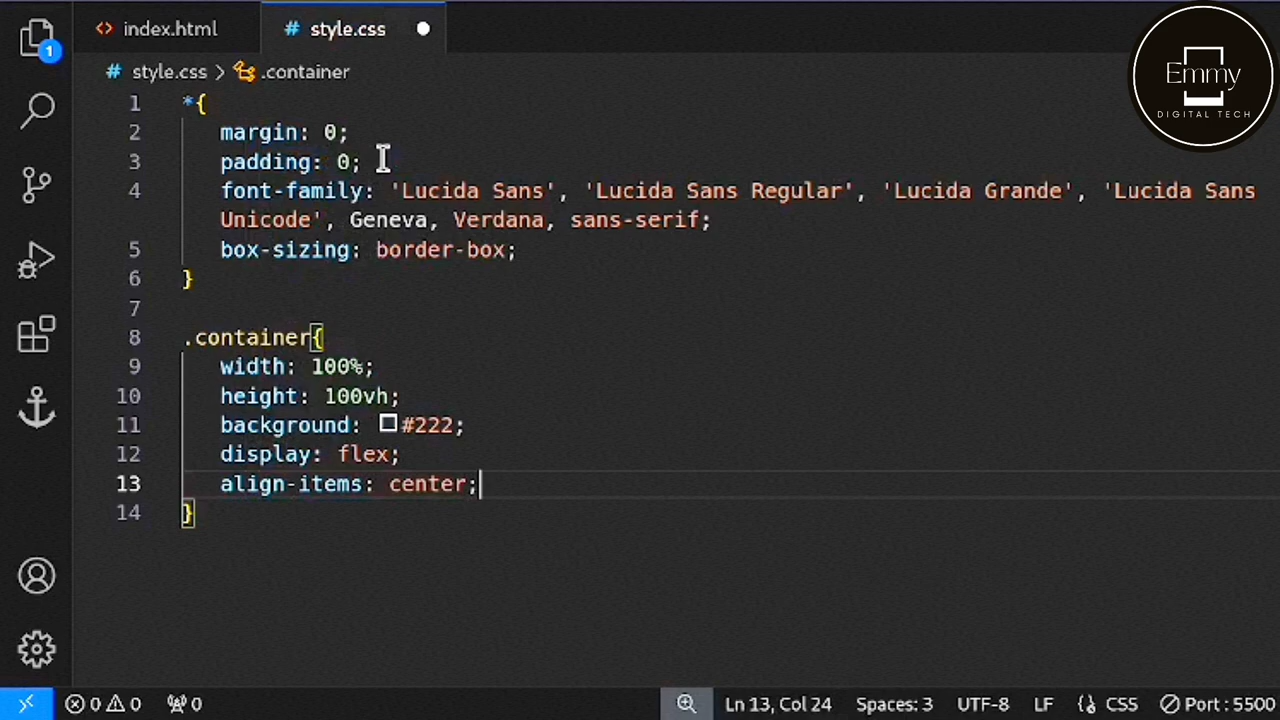 index.html
style.css
Emmy
DIGITAL TECH
1
style.css > .container
1 *{
2 margin: 0;
3 padding: 0;
4 font-family: 'Lucida Sans', 'Lucida Sans Regular', 'Lucida Grande', 'Lucida Sans
Unicode', Geneva, Verdana, sans-serif;
5 box-sizing: border-box;
6 }
7
8 .container{
9 width: 100%;
10 height: 100vh;
11 background: #222;
12 display: flex;
13 align-items: center;
14 }
0 0 0 Ln 13, Col 24 Spaces: 3 UTF-8 LF {} CSS Port : 5500